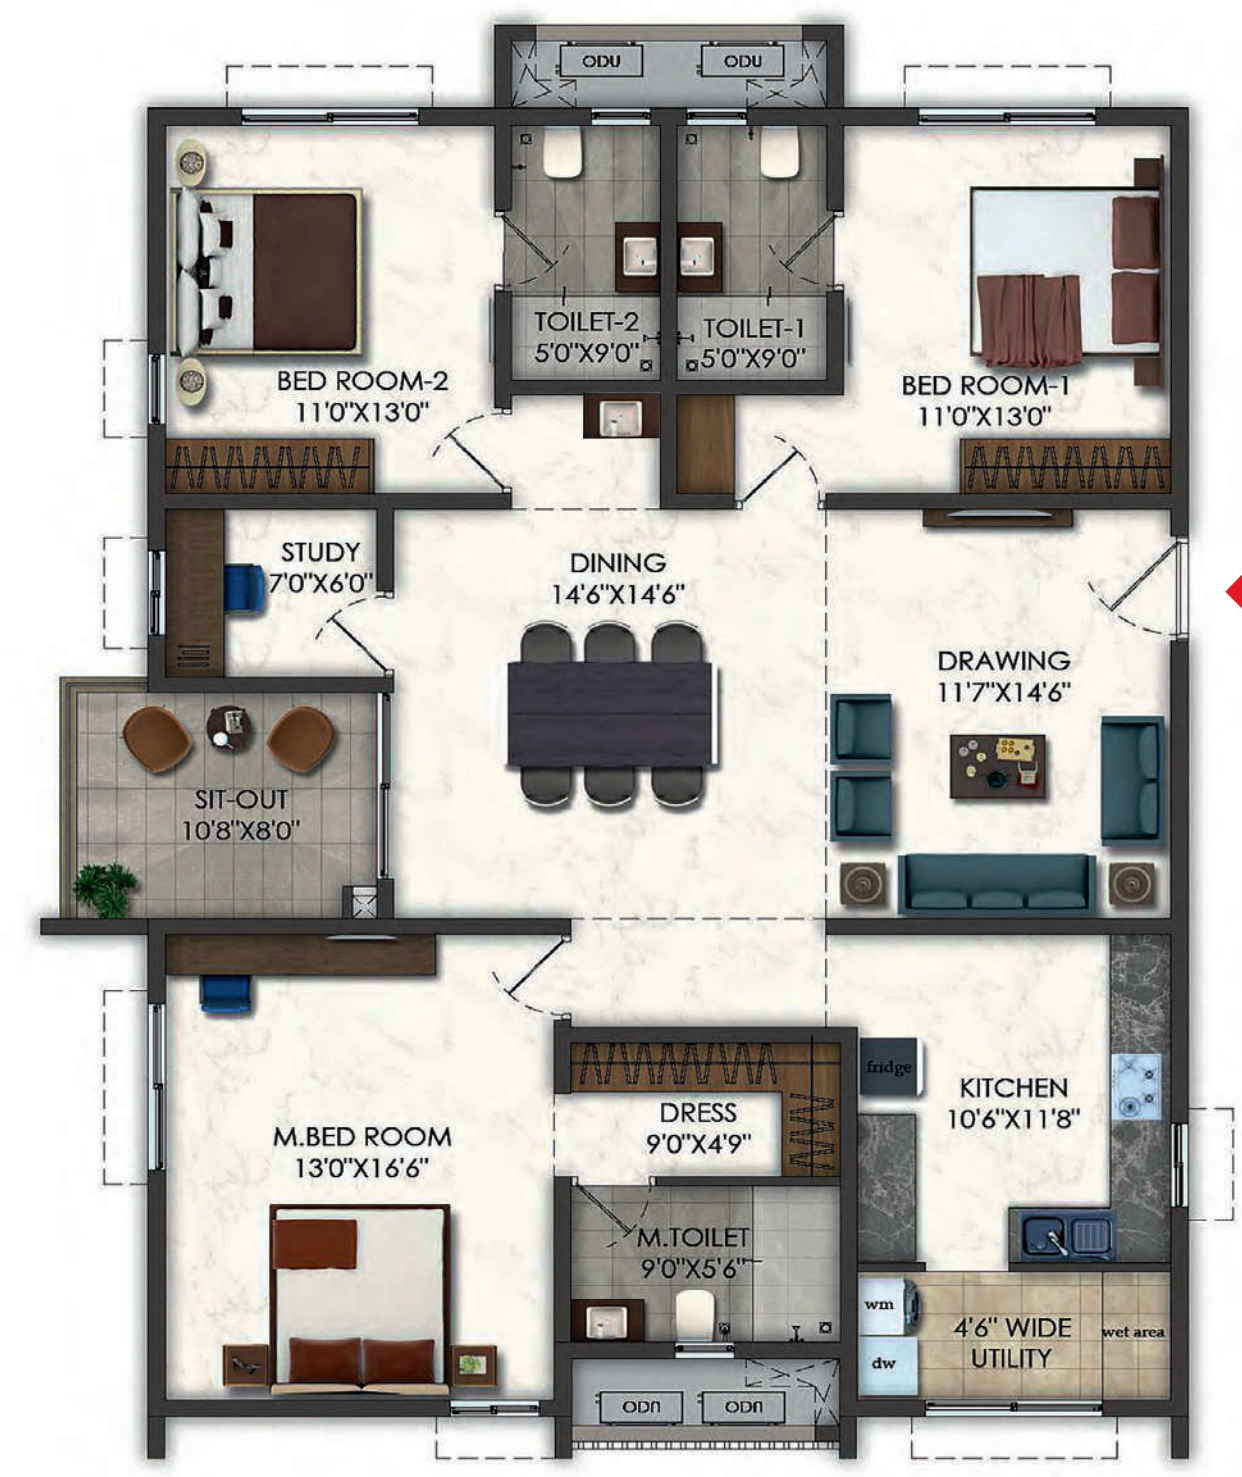 ODU
ODU
TOILET-2
5'0"X9'0"
TOILET-1
5'0"X9'0"
BED ROOM-2
11'0"X13'0"
BED ROOM-1
11'0"X13'0"
STUDY
7'0"X6'0"
DINING
14'6"X14'6"
DRAWING
11'7"X14'6"
SIT-OUT
10'8"X8'0"
fridge
KITCHEN
10'6"X11'8"
DRESS
9'0"X4'9"
M.BED ROOM
13'0"X16'6"
M.TOILET
9'0"X5'6"
wm
4'6" WIDE
UTILITY
wet area
dw
ODU
ODU